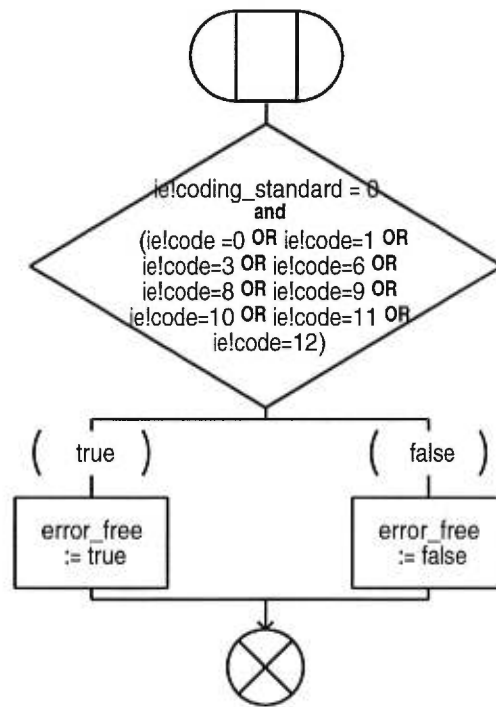 ie!coding_standard = 0
and
(ie!code =0 OR ie!code=1 OR
ie!code=3 OR ie!code=6 OR
ie!code=8 OR ie!code=9 OR
ie!code=10 OR ie!code=11 OR
ie!code=12)
( true )
( false )
error_free
:= true
error_free
:= false